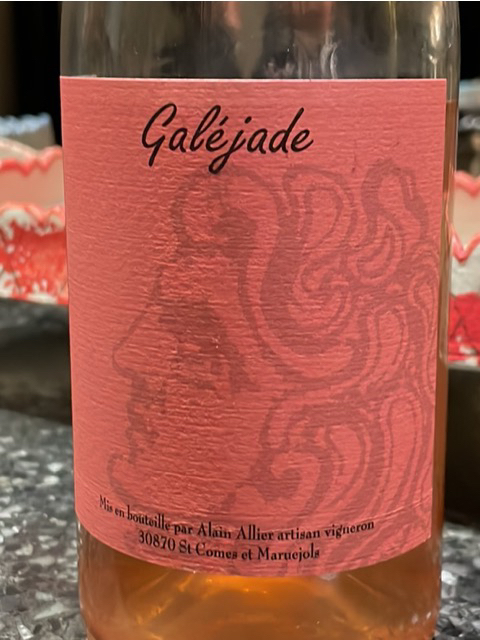 Galéjade
Mis en bouteille par Alain Allier artisan vigneron
30870 St Comes et Maruejols